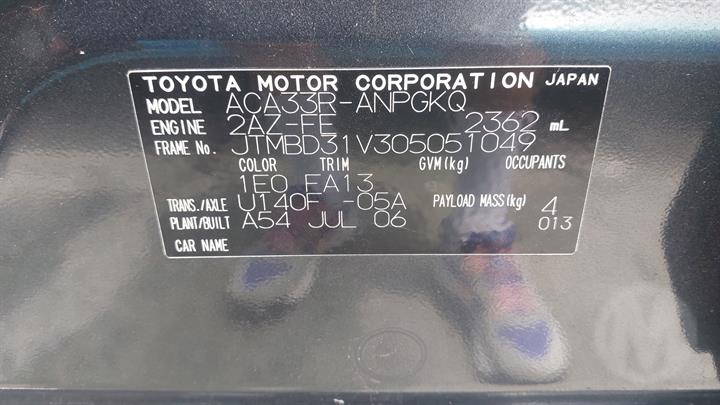 TOYOTA MOTOR CORPORATION JAPAN
MODEL ACA33R-ANPGKQ
ENGINE 2AZ-FE 2362 mL
FRAME No. JTMBD31V305051049
COLOR TRIM GVM(kg) OCCUPANTS
1E0 EA13
TRANS./AXLE U140F -05A PAYLOAD MASS(kg) 4
PLANT/BUILT A54 JUL 06 013
CAR NAME
M